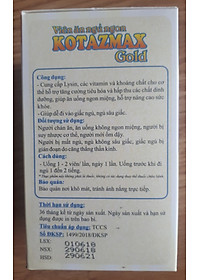 Viên ăn ngủ ngon
KOTAZMAX
Gold
Công dụng:
- Cung cấp Lysin, các vitamin và khoáng chất cho cơ
thể hỗ trợ tăng cường tiêu hóa và hấp thu các chất dinh
dưỡng, giúp ăn uống ngon miệng, hỗ trợ nâng cao sức
khỏe.
- Giúp dễ đi vào giấc ngủ, ngủ sâu giấc.
Đối tượng sử dụng:
Người chán ăn, ăn uống không ngon miệng, người bị
suy nhược cơ thể, người mới ốm dậy.
Người bị mất ngủ, ngủ không sâu giấc, giấc ngủ bị
gián đoạn do căng thẳng thần kinh.
Cách dùng:
- Uống 1 - 2 viên/ lần, ngày 1 lần. Uống trước khi đi
ngủ 1 đến 2 tiếng.
Bảo quản:
Bảo quản nơi khô mát, tránh ánh nắng trực tiếp.
Thời hạn sử dụng:
36 tháng kể từ ngày sản xuất. Ngày sản xuất và hạn sử
dụng được in trên bao bì.
Tiêu chuẩn áp dụng: TCCS
Số ĐKSP: 1499/2018/ĐKSP
LSX: 010618
NSX: 290618
HSD: 290621